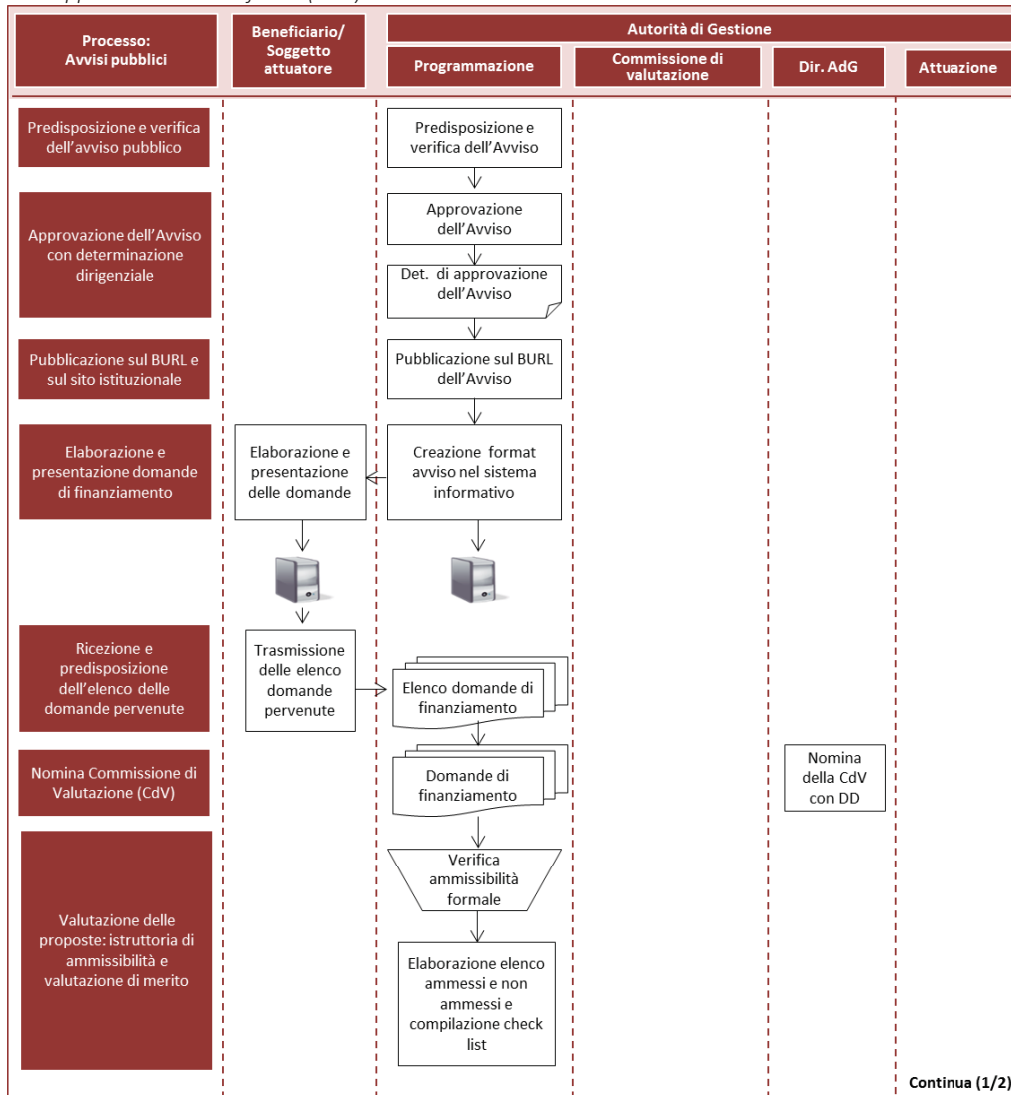 Processo:
Avvisi pubblici
Beneficiario/
Soggetto
attuatore
Autorità di Gestione
Programmazione
Commissione di
valutazione
Dir. AdG
Attuazione
Predisposizione e verifica
dell'avviso pubblico
Predisposizione e
verifica dell'Avviso
Approvazione dell'Avviso
con determinazione
dirigenziale
Approvazione
dell'Avviso
Det. di approvazione
dell'Avviso
Pubblicazione sul BURL e
sul sito istituzionale
Pubblicazione sul BURL
dell'Avviso
Elaborazione e
presentazione domande
di finanziamento
Elaborazione e
presentazione
delle domande
Creazione format
avviso nel sistema
informativo
Ricezione e
predisposizione
dell'elenco delle
domande pervenute
Trasmissione
delle elenco
domande
pervenute
Elenco domande di
finanziamento
Nomina Commissione di
Valutazione (CdV)
Domande di
finanziamento
Nomina
della CdV
con DD
Valutazione delle
proposte: istruttoria di
ammissibilità e
valutazione di merito
Verifica
ammissibilità
formale
Elaborazione elenco
ammessi e non
ammessi e
compilazione check
list
Continua (1/2)